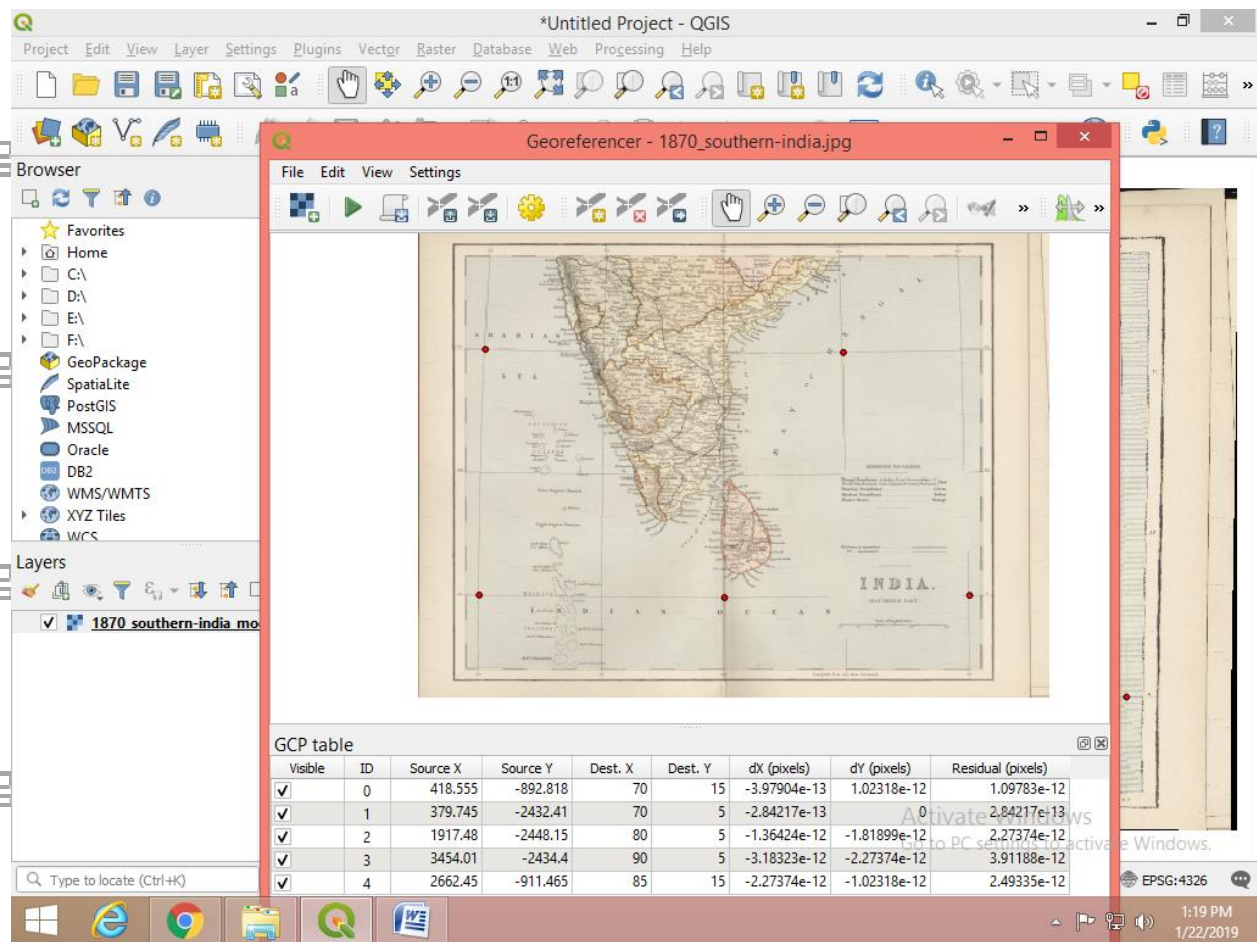 *Untitled Project - QGIS
Project Edit View Layer Settings Plugins Vector Raster Database Web Processing Help
Georeferencer - 1870_southern-india.jpg
File Edit View Settings
Browser
Favorites
Home
C:\
D:\
E:\
F:\
GeoPackage
SpatiaLite
PostGIS
MSSQL
Oracle
DB2
WMS/WMTS
XYZ Tiles
WCS
Layers
1870 southern-india mo
ARABIAN
SEA
INDIA.
(SOUTHERN PART)
INDIAN OCEAN
GCP table
Visible ID Source X Source Y Dest. X Dest. Y dX (pixels) dY (pixels) Residual (pixels)
0 418.555 -892.818 70 15 -3.97904e-13 1.02318e-12 1.09783e-12
1 379.745 -2432.41 70 5 -2.84217e-13 0 2.84217e-13
2 1917.48 -2448.15 80 5 -1.36424e-12 -1.81899e-12 2.27374e-12
3 3454.01 -2434.4 90 5 -3.18323e-12 -2.27374e-12 3.91188e-12
4 2662.45 -911.465 85 15 -2.27374e-12 -1.02318e-12 2.49335e-12
Activate Windows
Go to PC settings to activate Windows.
Type to locate (Ctrl+K)
EPSG:4326
1:19 PM
1/22/2019